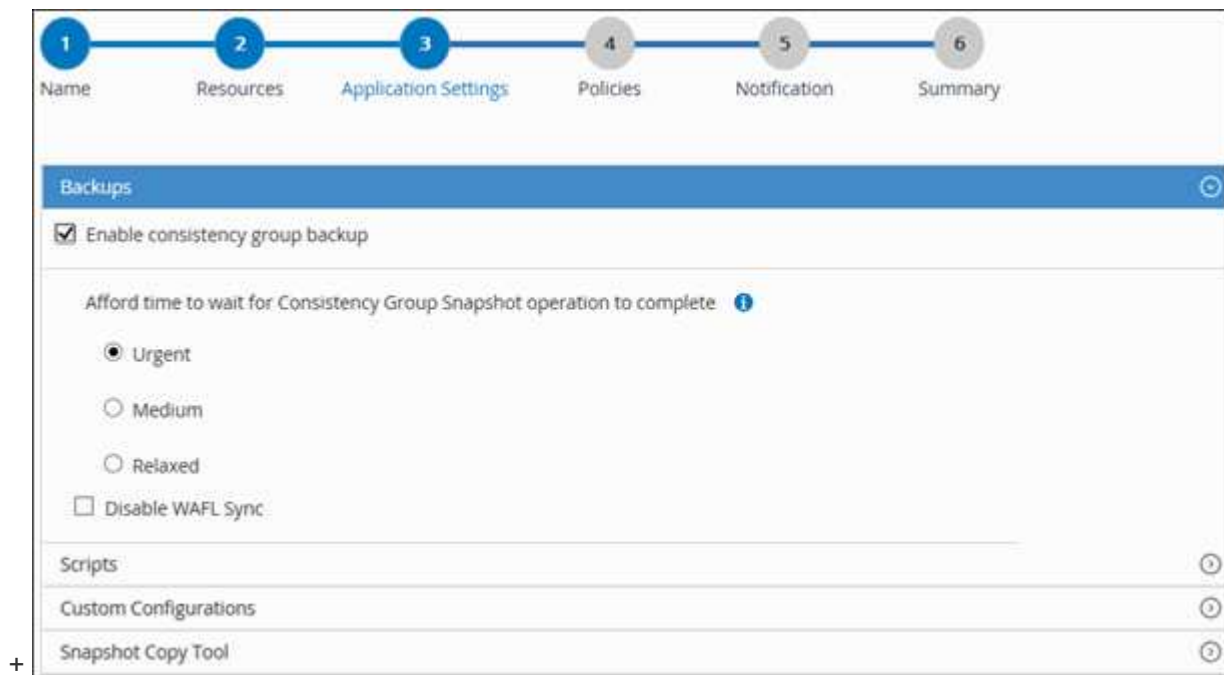 1 2 3 4 5 6
Name Resources Application Settings Policies Notification Summary
Backups
Enable consistency group backup
Afford time to wait for Consistency Group Snapshot operation to complete
Urgent
Medium
Relaxed
Disable WAFL Sync
Scripts
Custom Configurations
Snapshot Copy Tool
+